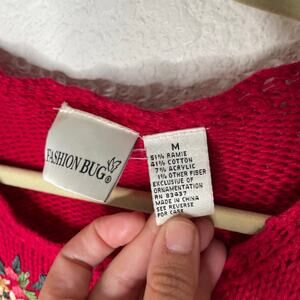 FASHION BUG®
M
51% RAMIE
41% COTTON
7% ACRYLIC
1% OTHER FIBER
EXCLUSIVE OF
ORNAMENTATION
RN 83437
MADE IN CHINA
SEE REVERSE
FOR CARE